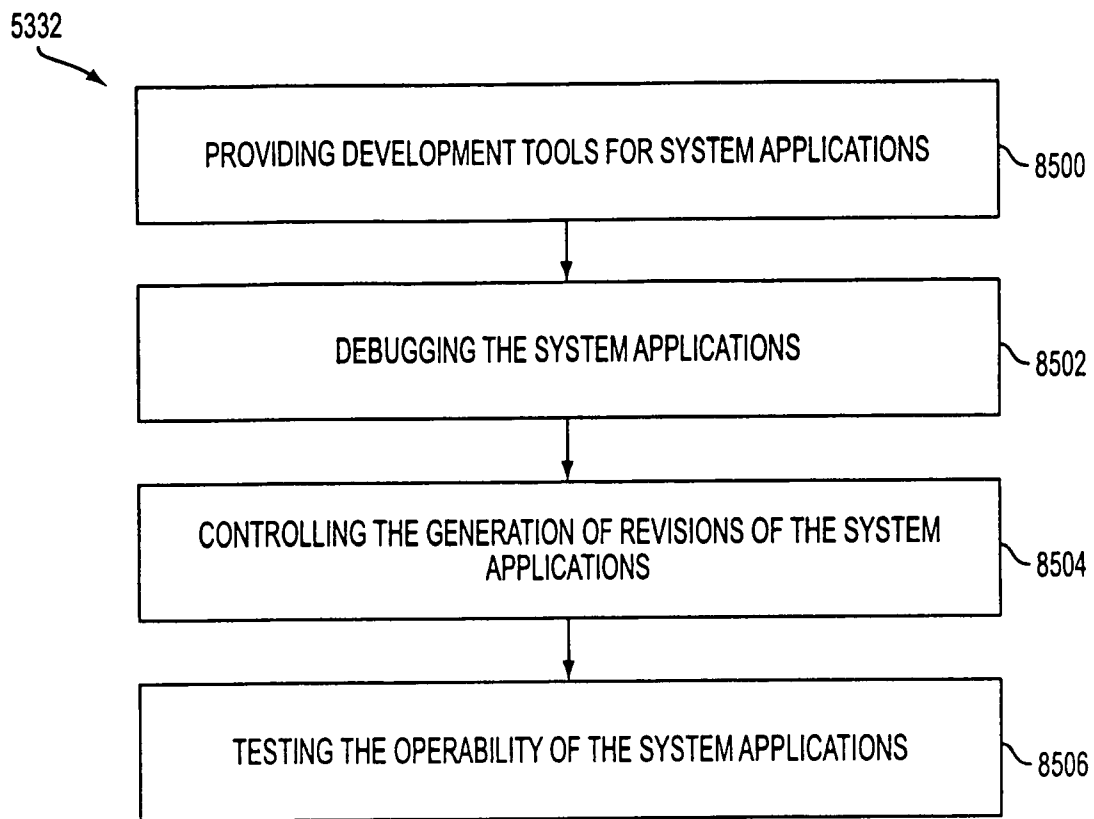 5332
PROVIDING DEVELOPMENT TOOLS FOR SYSTEM APPLICATIONS
8500
DEBUGGING THE SYSTEM APPLICATIONS
8502
CONTROLLING THE GENERATION OF REVISIONS OF THE SYSTEM
APPLICATIONS
8504
TESTING THE OPERABILITY OF THE SYSTEM APPLICATIONS
8506